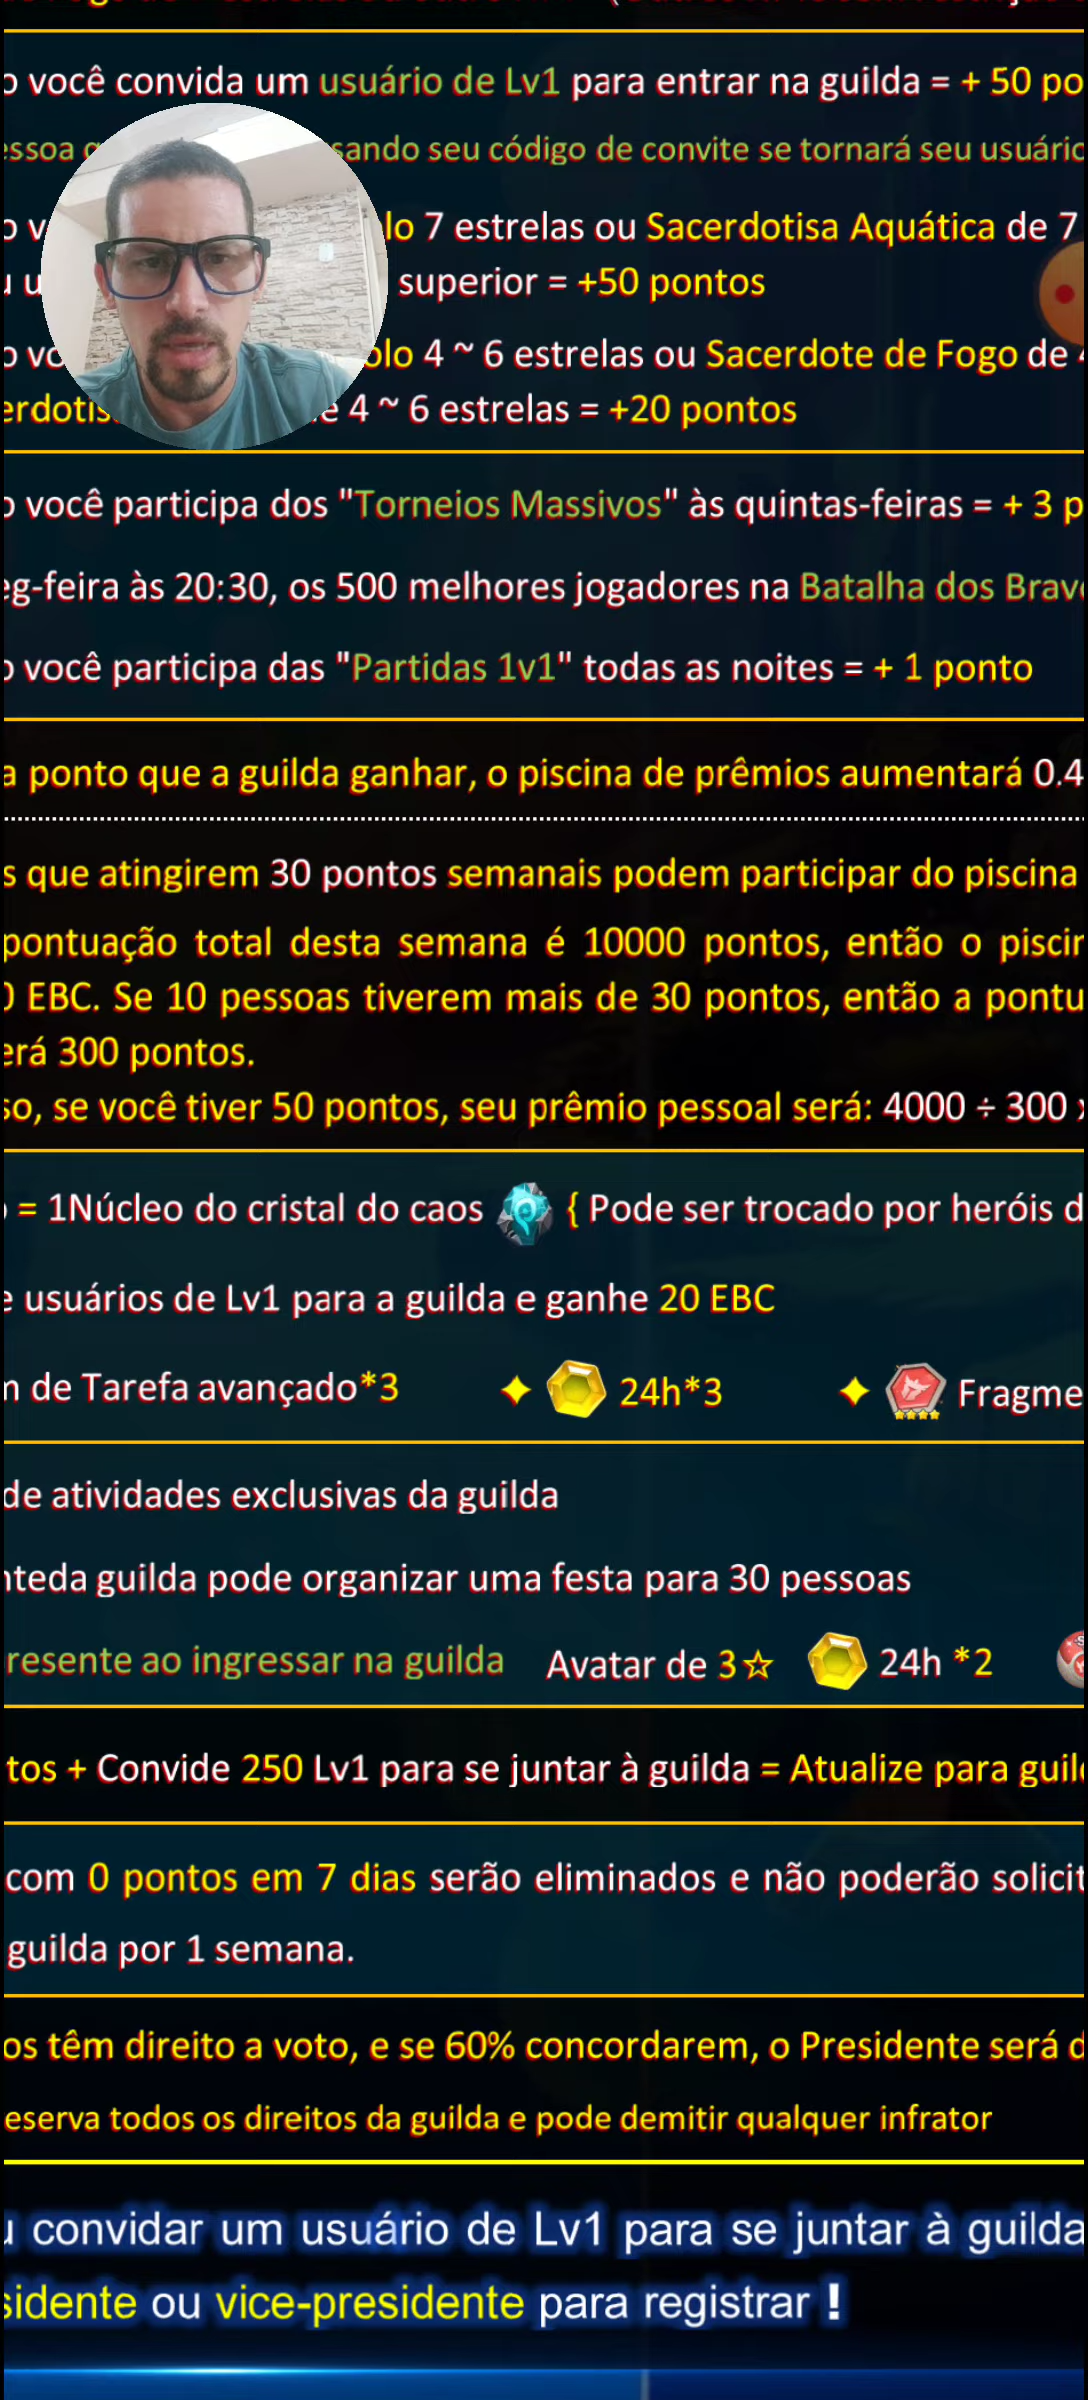 você convida um usuário de Lv1 para entrar na guilda = + 50 po
sando seu código de convite se tornará seu usuário
lo 7 estrelas ou Sacerdotisa Aquática de 7
superior = +50 pontos
olo 4 ~ 6 estrelas ou Sacerdote de Fogo de
erdotis e 4 ~ 6 estrelas = +20 pontos
você participa dos "Torneios Massivos" às quintas-feiras = + 3 p
eg-feira às 20:30, os 500 melhores jogadores na Batalha dos Brav
você participa das "Partidas 1v1" todas as noites = + 1 ponto
a ponto que a guilda ganhar, o piscina de prêmios aumentará 0.4
s que atingirem 30 pontos semanais podem participar do piscina
pontuação total desta semana é 10000 pontos, então o piscin
0 EBC. Se 10 pessoas tiverem mais de 30 pontos, então a pontu
erá 300 pontos.
so, se você tiver 50 pontos, seu prêmio pessoal será: 4000 ÷ 300
= 1Núcleo do cristal do caos { Pode ser trocado por heróis d
e usuários de Lv1 para a guilda e ganhe 20 EBC
m de Tarefa avançado*3 24h*3 Fragme
de atividades exclusivas da guilda
nteda guilda pode organizar uma festa para 30 pessoas
resente ao ingressar na guilda Avatar de 3☆ 24h *2
tos + Convide 250 Lv1 para se juntar à guilda = Atualize para guil
com 0 pontos em 7 dias serão eliminados e não poderão solicit
guilda por 1 semana.
os têm direito a voto, e se 60% concordarem, o Presidente será d
eserva todos os direitos da guilda e pode demitir qualquer infrator
u convidar um usuário de Lv1 para se juntar à guilda
sidente ou vice-presidente para registrar !